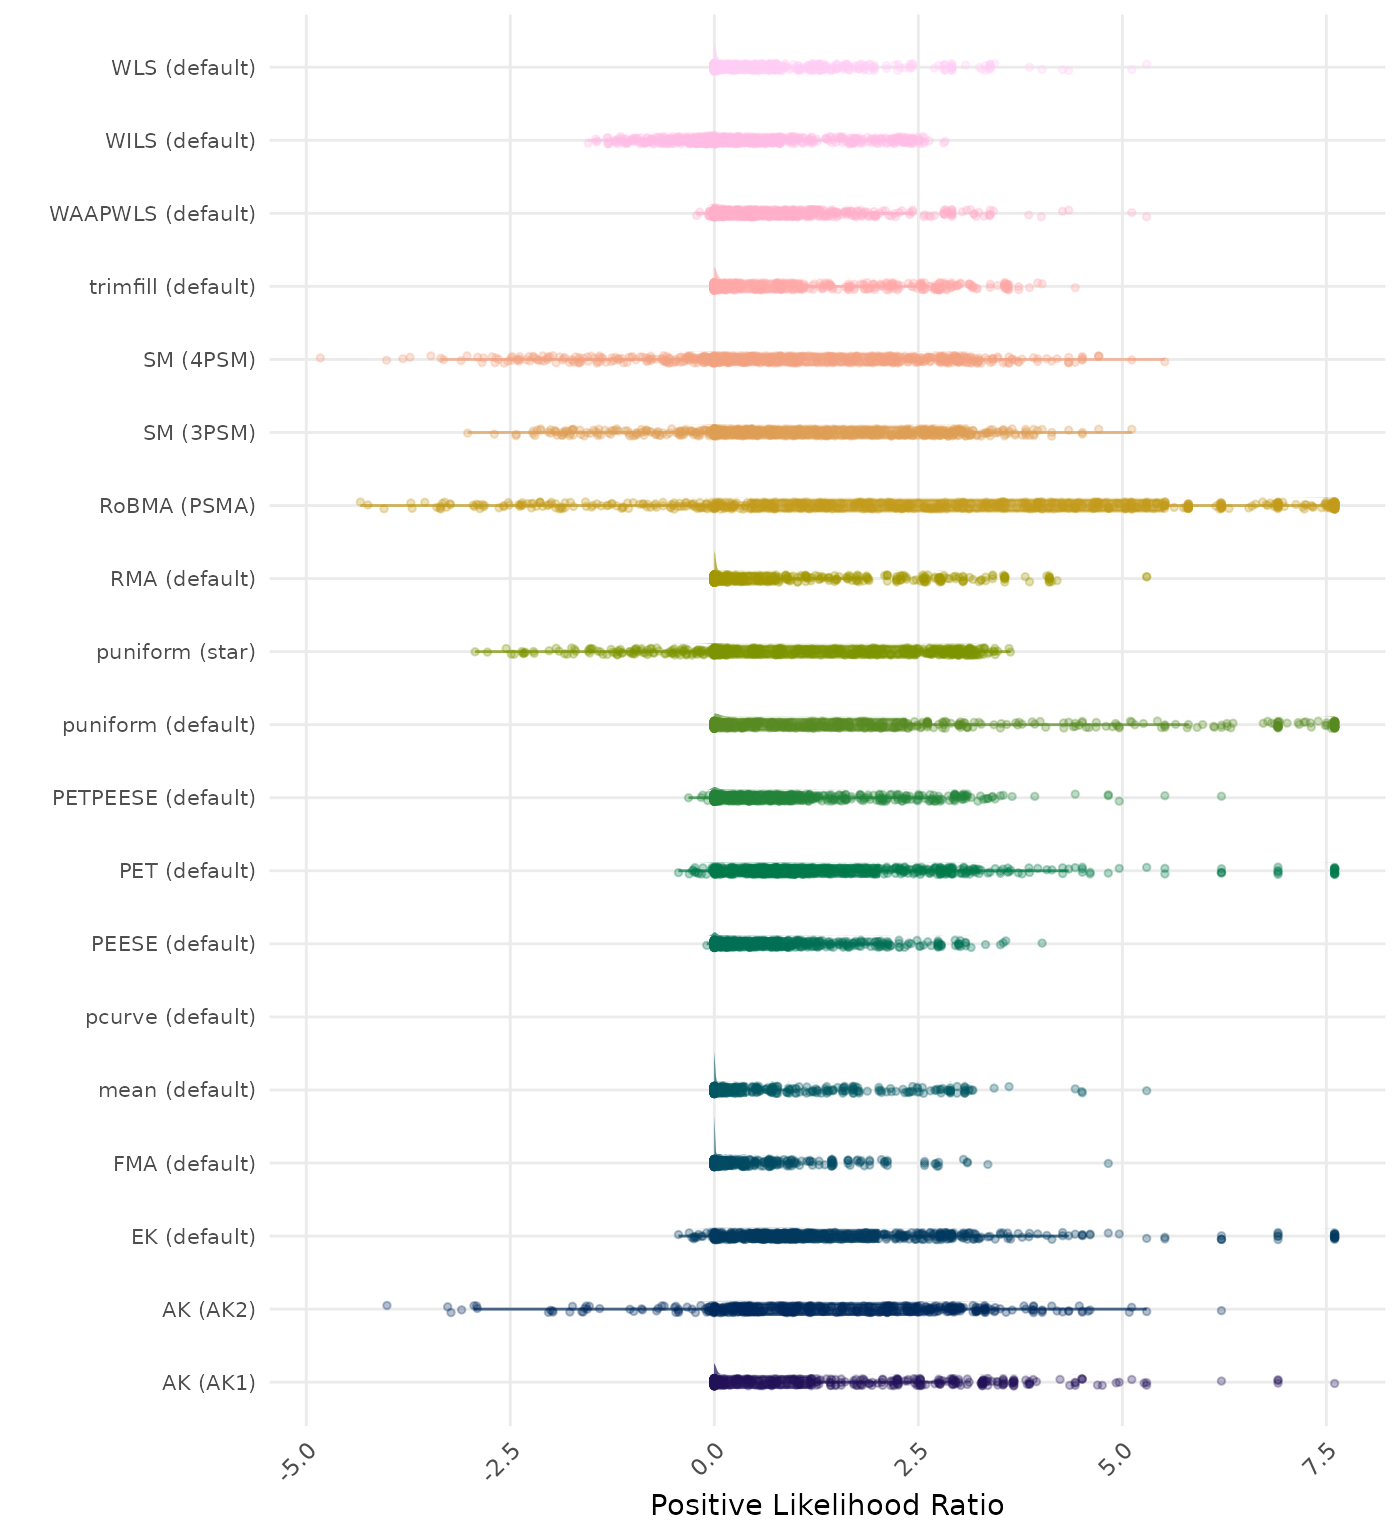 WLS (default)
WILS (default)
WAAPWLS (default)
trimfill (default)
SM (4PSM)
SM (3PSM)
RoBMA (PSMA)
RMA (default)
puniform (star)
puniform (default)
PETPEESE (default)
PET (default)
PEESE (default)
pcurve (default)
mean (default)
FMA (default)
EK (default)
AK (AK2)
AK (AK1)
-5.0 -2.5 0.0 2.5 5.0 7.5
Positive Likelihood Ratio